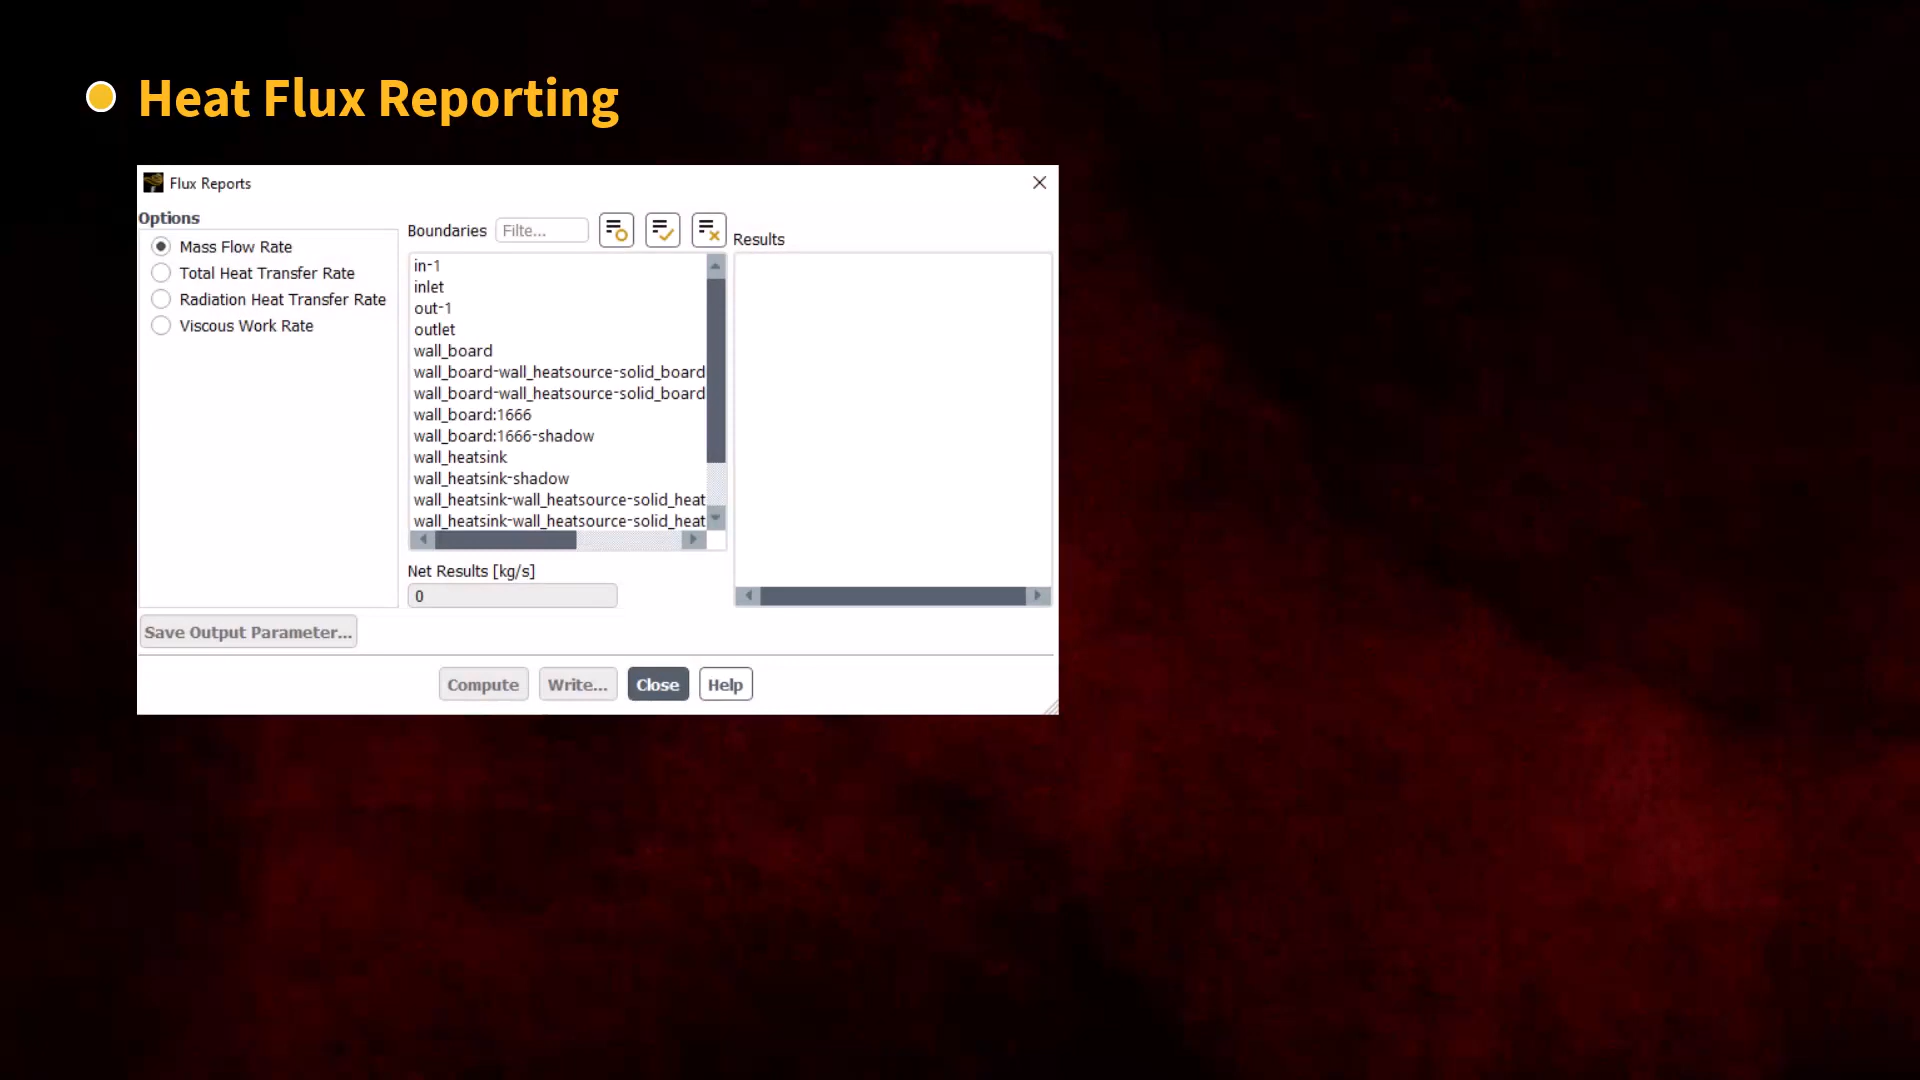 Heat Flux Reporting
Flux Reports
Options
Mass Flow Rate
Total Heat Transfer Rate
Radiation Heat Transfer Rate
Viscous Work Rate
Boundaries
Filte...
in-1
inlet
out-1
outlet
wall_board
wall_board-wall_heatsource-solid_board
wall_board-wall_heatsource-solid_board
wall_board:1666
wall_board:1666-shadow
wall_heatsink
wall_heatsink-shadow
wall_heatsink-wall_heatsource-solid_heat
wall_heatsink-wall_heatsource-solid_heat
Net Results [kg/s]
0
Results
Save Output Parameter...
Compute
Write...
Close
Help